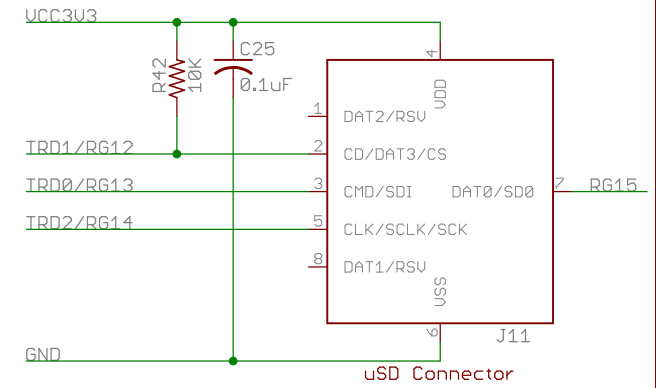 VCC3V3
C25
R42
10K
0.1uF
4
VDD
1
DAT2/RSV
TRD1/RG12
2
CD/DAT3/CS
TRD0/RG13
3
CMD/SDI
DAT0/SD0
7
RG15
TRD2/RG14
5
CLK/SCLK/SCK
8
DAT1/RSV
VSS
6
J11
GND
uSD Connector